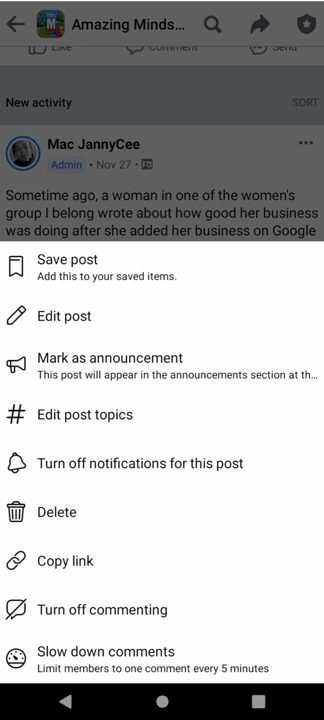 Amazing Minds...
M
Like
Comment
Send
New activity
SORT
Mac JannyCee
Admin • Nov 27 •
Sometime ago, a woman in one of the women's
group I belong wrote about how good her business
was doing after she added her business on Google
Save post
Add this to your saved items.
Edit post
Mark as announcement
This post will appear in the announcements section at th...
Edit post topics
Turn off notifications for this post
Delete
Copy link
Turn off commenting
Slow down comments
Limit members to one comment every 5 minutes